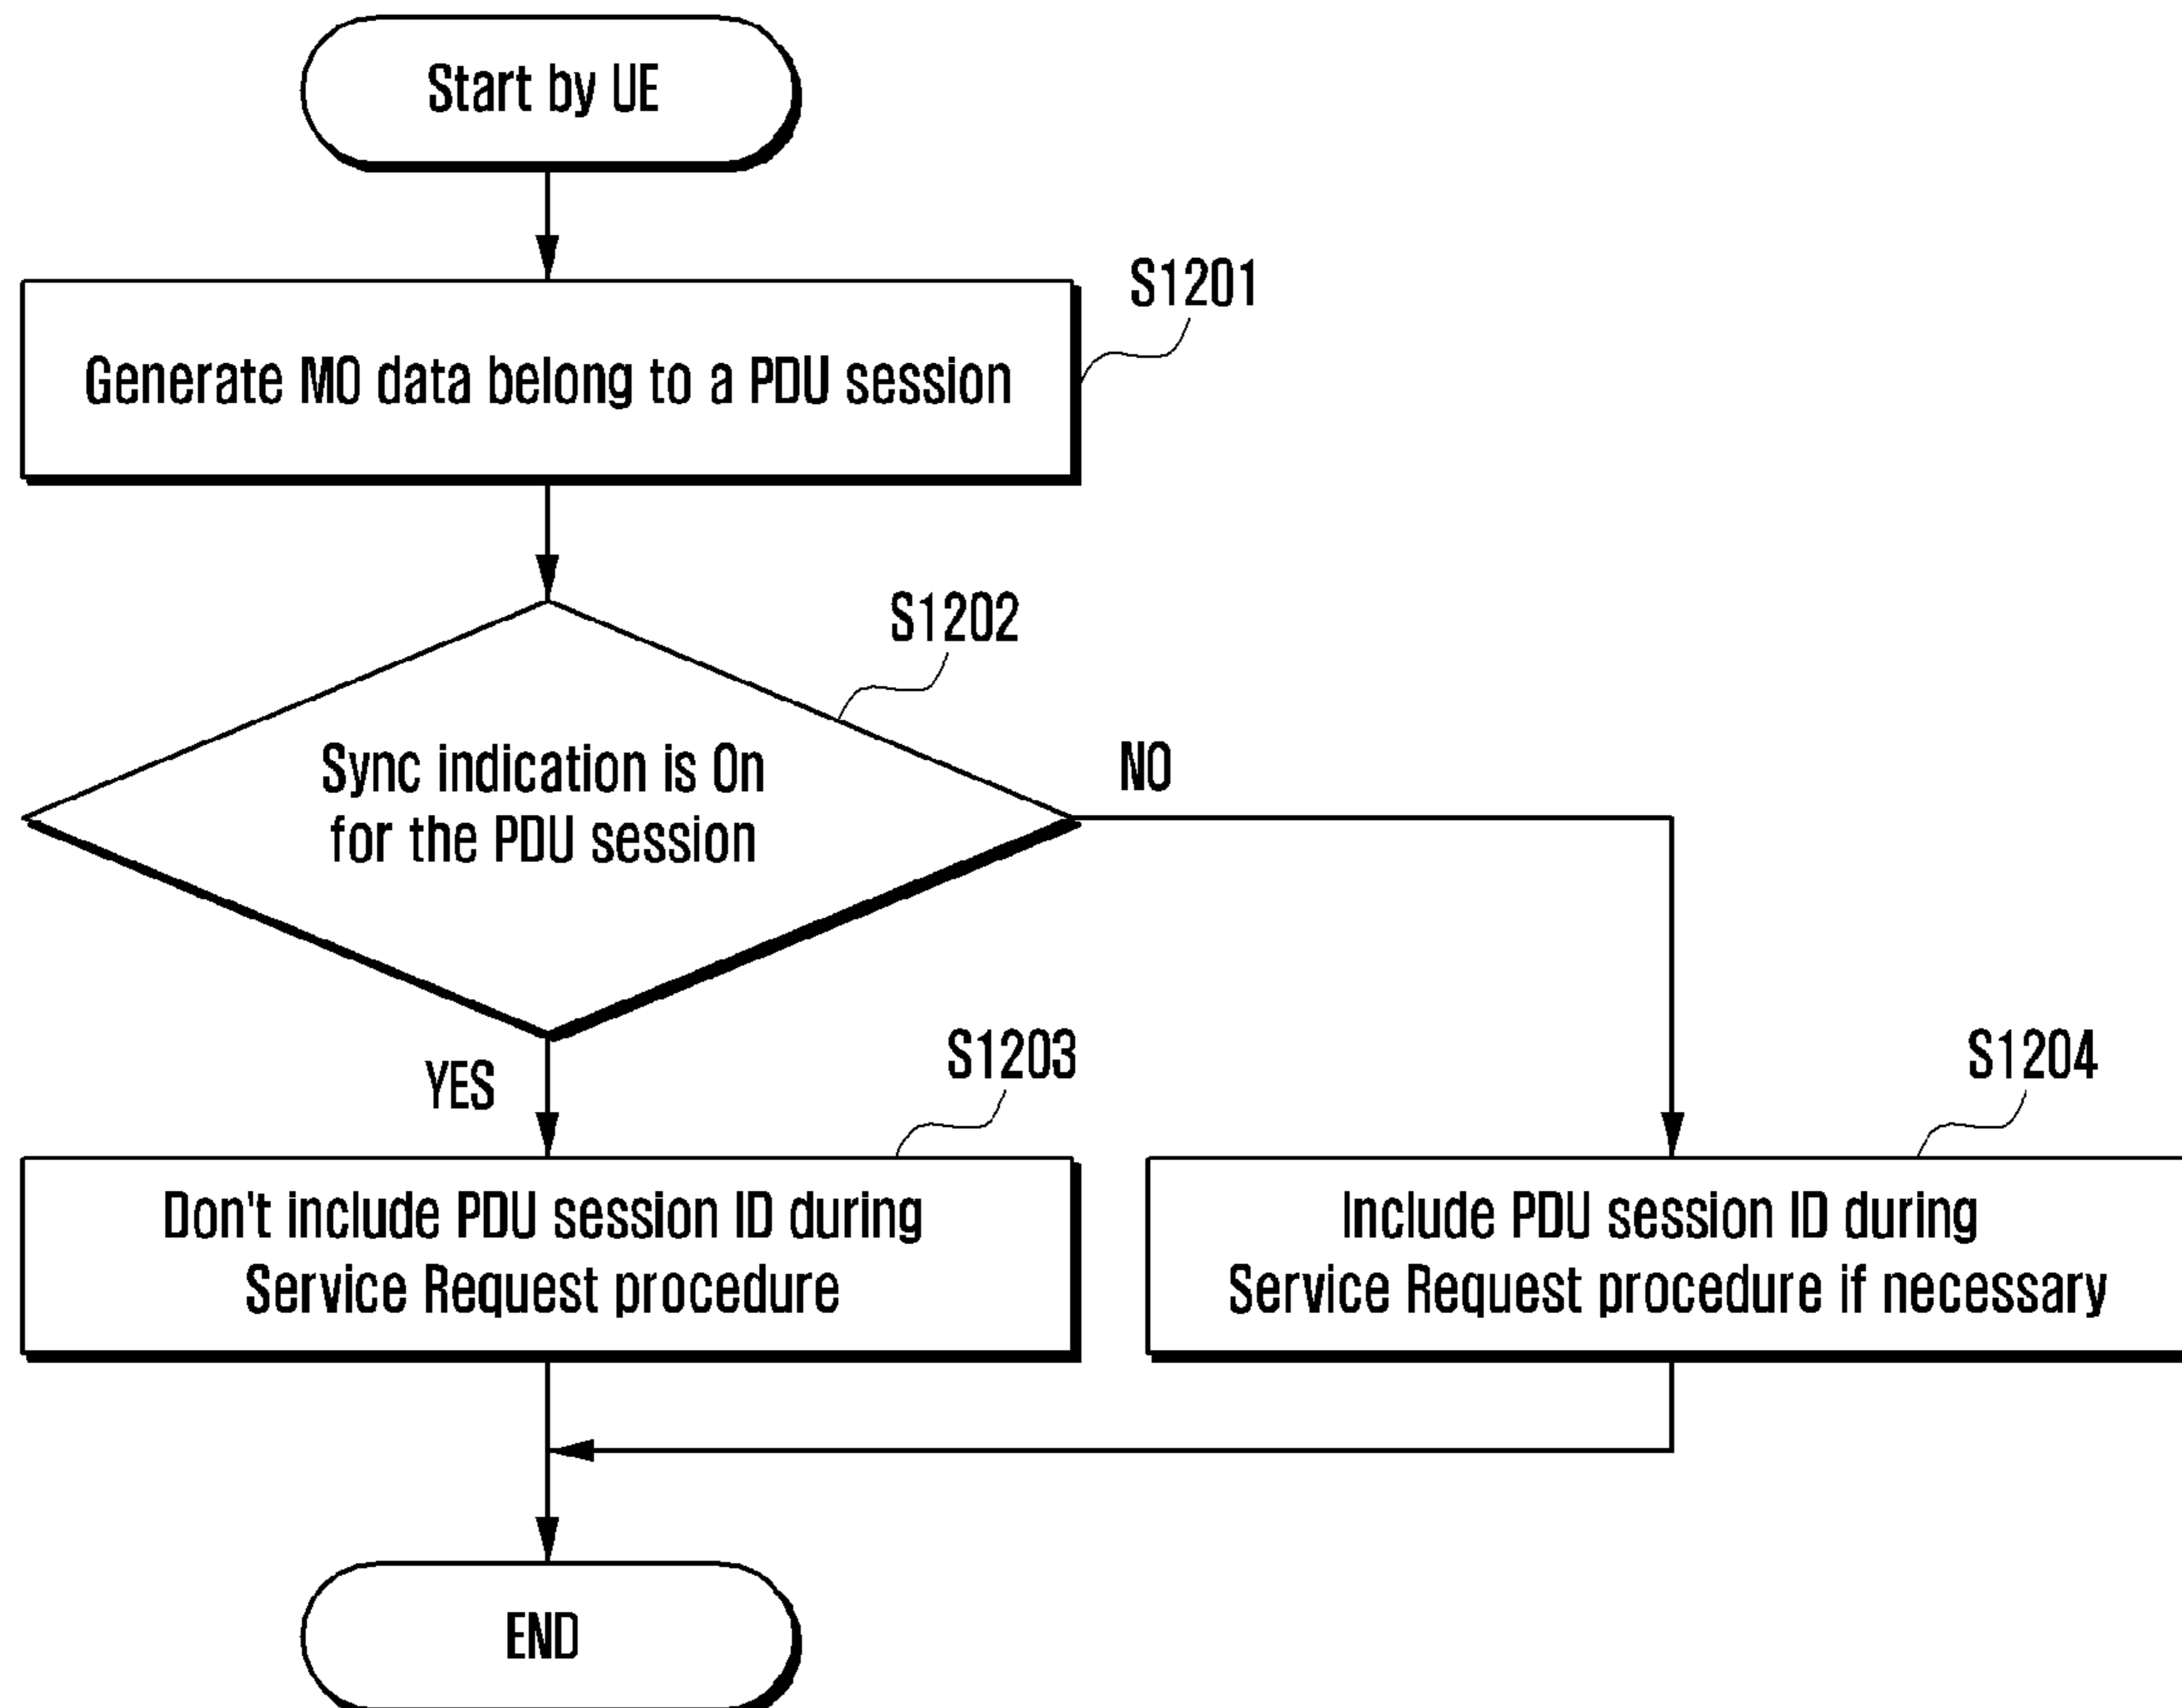 Start by UE
S1201
Generate MO data belong to a PDU session
S1202
Sync indication is On
for the PDU session
NO
YES
S1203
S1204
Don't include PDU session ID during
Service Request procedure
Include PDU session ID during
Service Request procedure if necessary
END